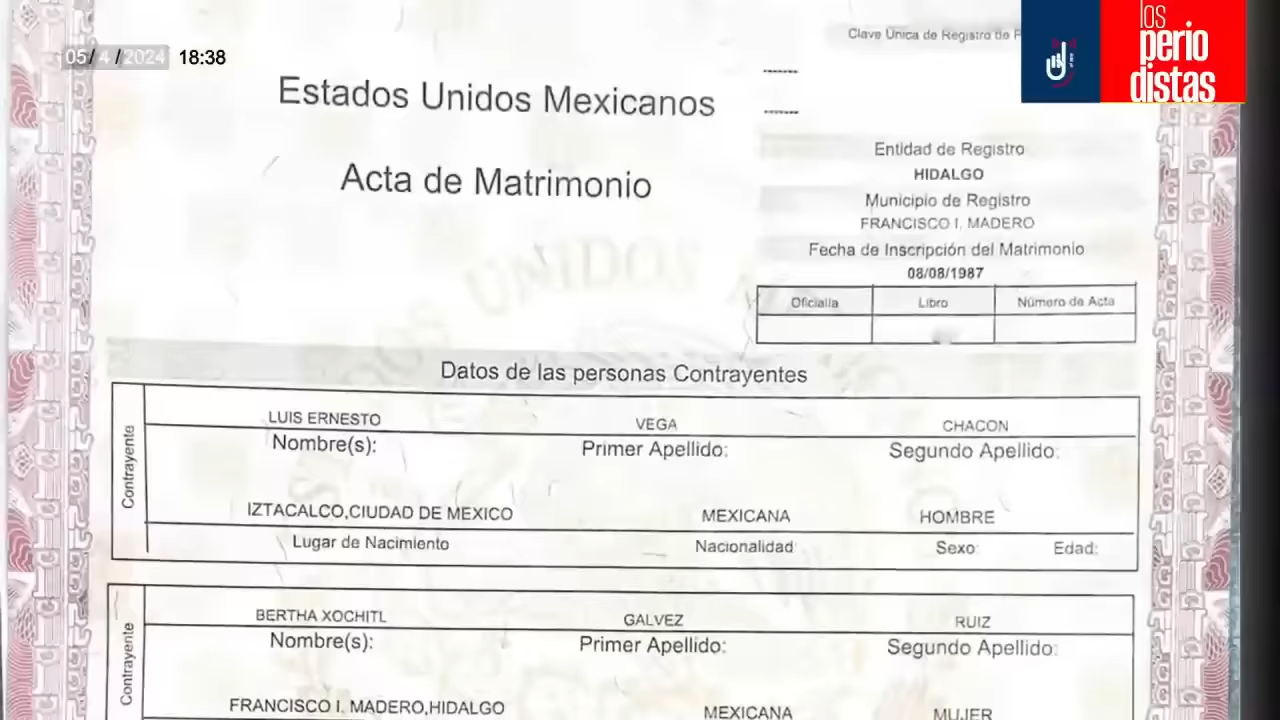 05/ 4 /2024 18:38
Clave Única de Registro de
los
perio
distas
Estados Unidos Mexicanos
Acta de Matrimonio
Entidad de Registro
HIDALGO
Municipio de Registro
FRANCISCO I. MADERO
Fecha de Inscripción del Matrimonio
08/08/1987
Oficialía Libro Número de Acta
UNIDOS
Datos de las personas Contrayentes
Contrayente
LUIS ERNESTO VEGA CHACON
Nombre(s): Primer Apellido: Segundo Apellido:
IZTACALCO,CIUDAD DE MEXICO MEXICANA HOMBRE
Lugar de Nacimiento Nacionalidad Sexo: Edad:
Contrayente
BERTHA XOCHITL GALVEZ RUIZ
Nombre(s): Primer Apellido: Segundo Apellido:
FRANCISCO I. MADERO,HIDALGO MEXICANA MUJER